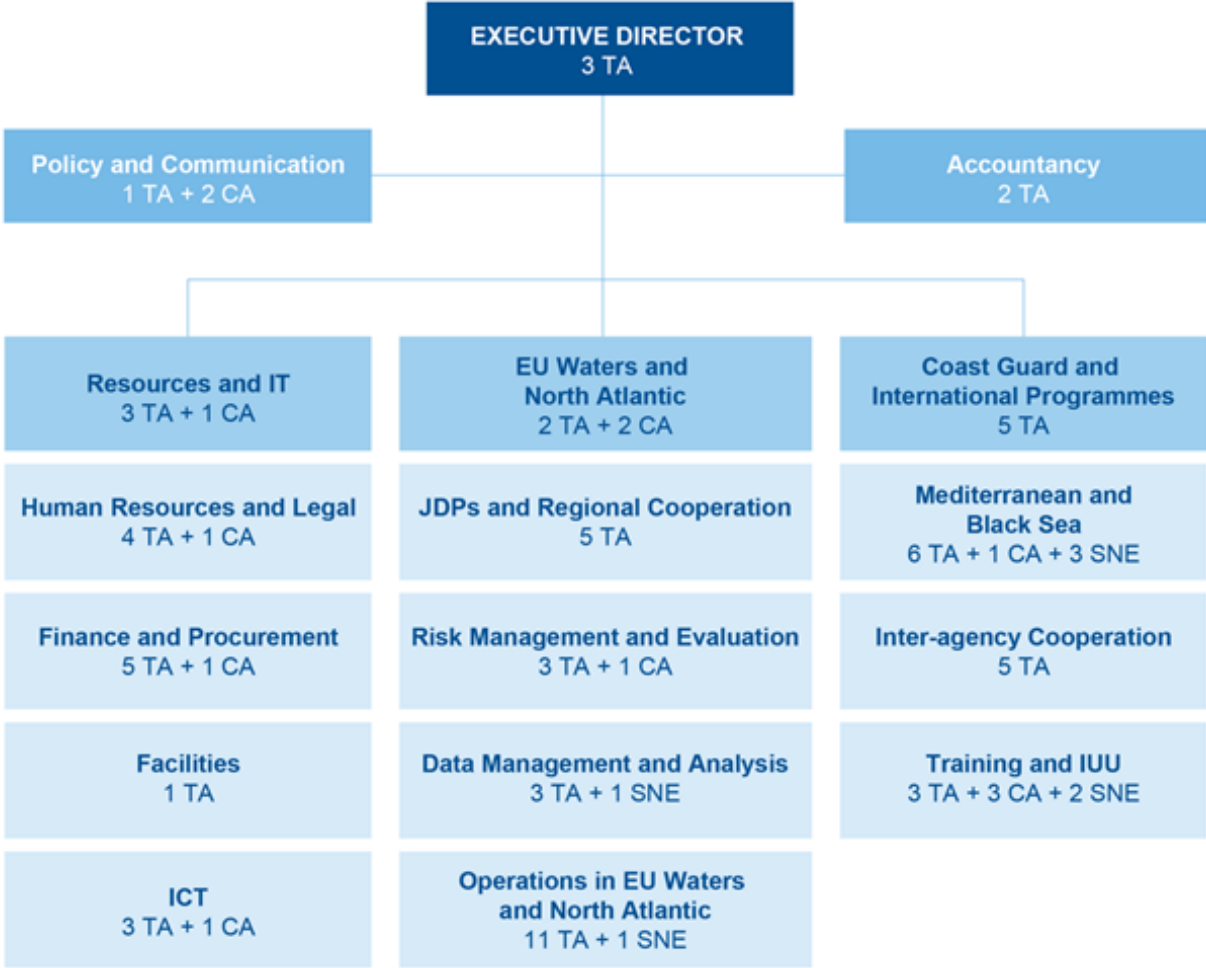 EXECUTIVE DIRECTOR
3 TA
Policy and Communication
1 TA + 2 CA
Accountancy
2 TA
Resources and IT
3 TA + 1 CA
EU Waters and
North Atlantic
2 TA + 2 CA
Coast Guard and
International Programmes
5 TA
Human Resources and Legal
4 TA + 1 CA
JDPs and Regional Cooperation
5 TA
Mediterranean and
Black Sea
6 TA + 1 CA + 3 SNE
Finance and Procurement
5 TA + 1 CA
Risk Management and Evaluation
3 TA + 1 CA
Inter-agency Cooperation
5 TA
Facilities
1 TA
Data Management and Analysis
3 TA + 1 SNE
Training and IUU
3 TA + 3 CA + 2 SNE
ICT
3 TA + 1 CA
Operations in EU Waters
and North Atlantic
11 TA + 1 SNE